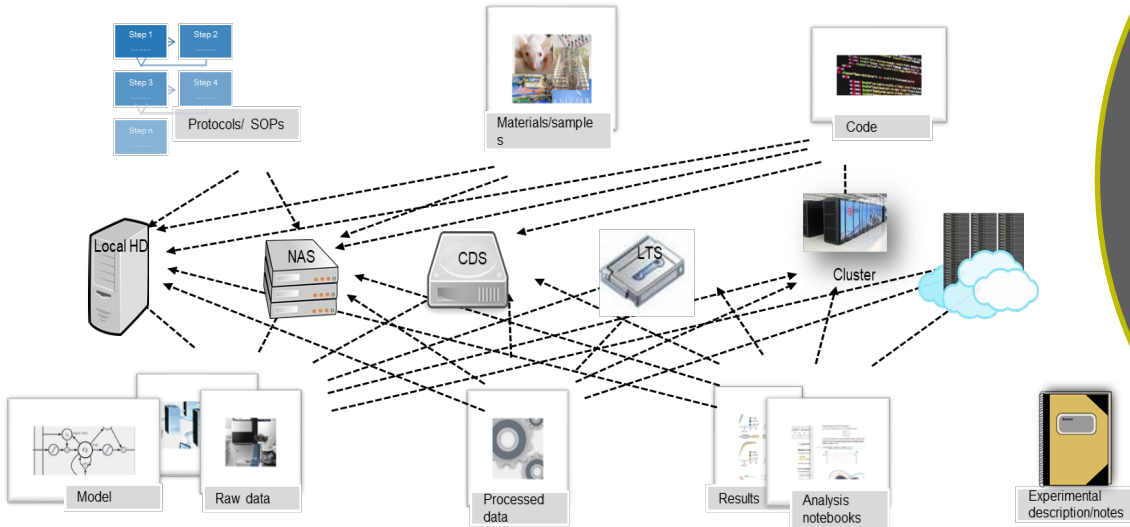 Step 1
........
Step 2
........
Step 3
........
Step 4
........
Step n
........
Protocols/ SOPs
Materials/sample
s
Code
Local HD
NAS
CDS
LTS
Cluster
Model
Raw data
Processed
data
Results
Analysis
notebooks
Experimental
description/notes